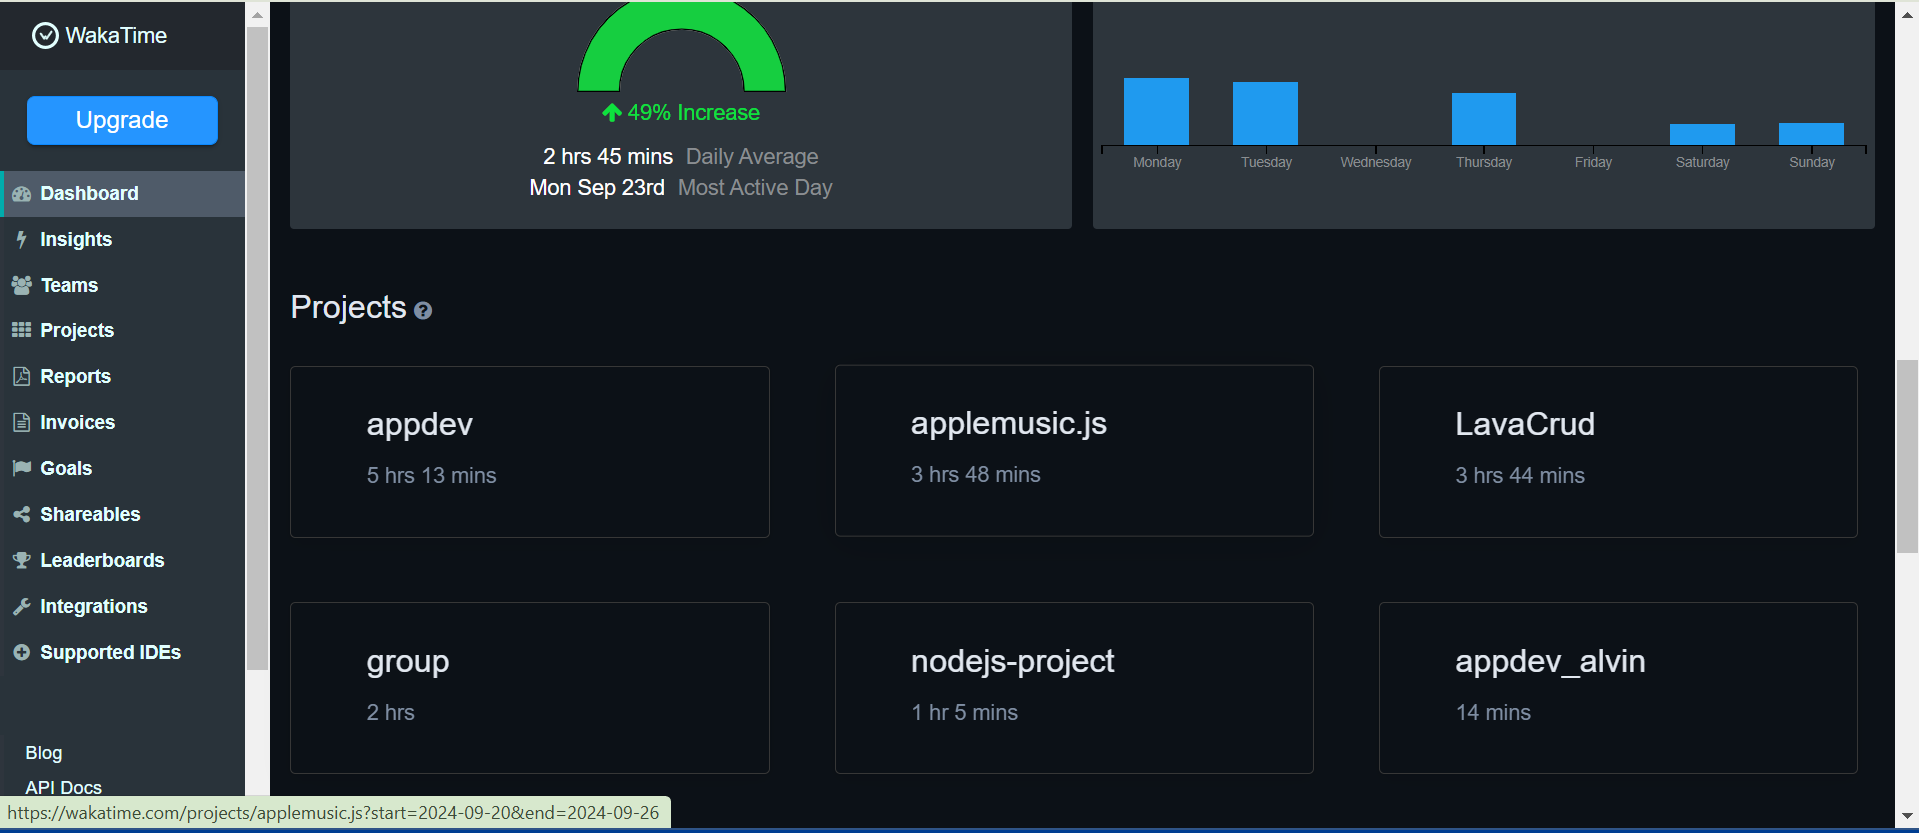 WakaTime
Upgrade
Dashboard
Insights
Teams
Projects
Reports
Invoices
Goals
Shareables
Leaderboards
Integrations
Supported IDEs
Blog
API Docs
49% Increase
2 hrs 45 mins Daily Average
Mon Sep 23rd Most Active Day
Monday Tuesday Wednesday Thursday Friday Saturday Sunday
Projects ?
appdev
5 hrs 13 mins
applemusic.js
3 hrs 48 mins
LavaCrud
3 hrs 44 mins
group
2 hrs
nodejs-project
1 hr 5 mins
appdev_alvin
14 mins
https://wakatime.com/projects/applemusic.js?start=2024-09-20&end=2024-09-26